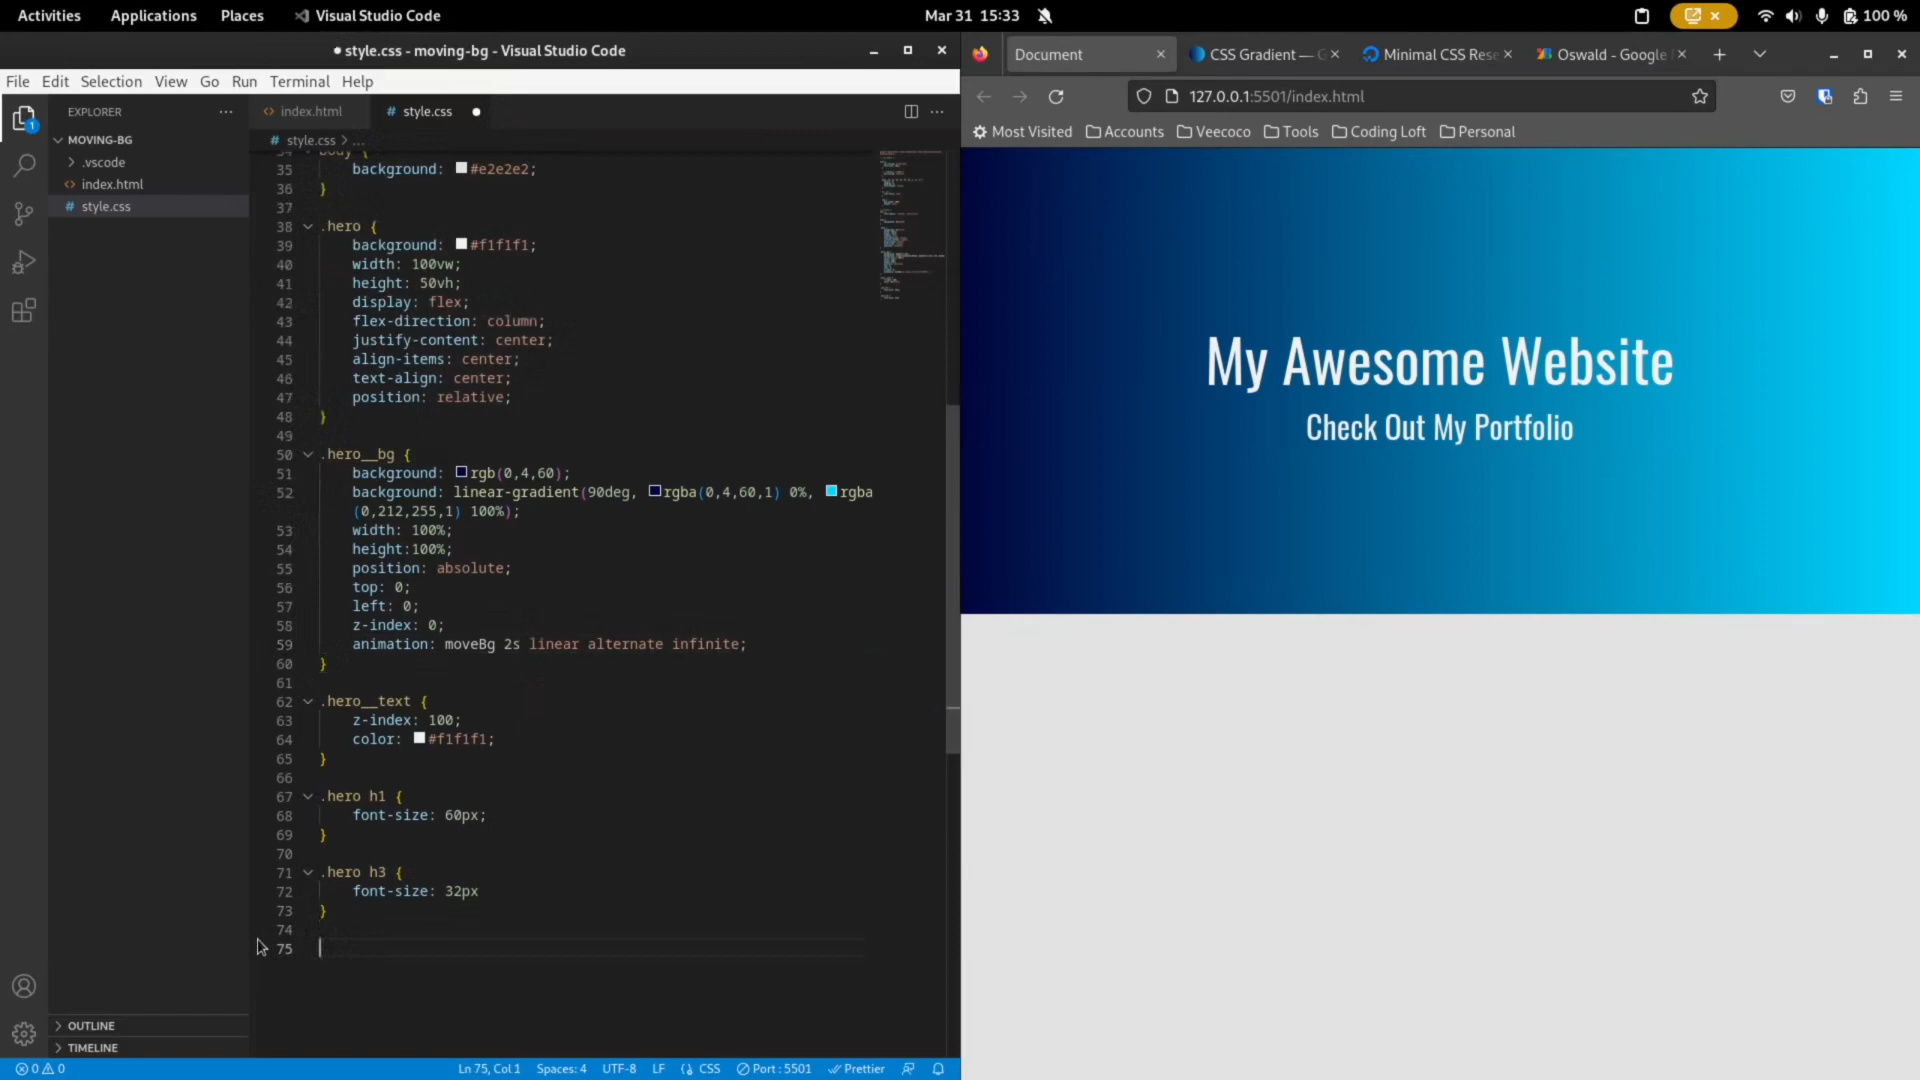 Activities Applications Places Visual Studio Code Mar 31 15:33 100 %
style.css - moving-bg - Visual Studio Code
File Edit Selection View Go Run Terminal Help
EXPLORER
MOVING-BG
.vscode
index.html
style.css
OUTLINE
TIMELINE
1
index.html style.css
# style.css > ...
34 body {
35 background: #e2e2e2;
36 }
37
38 .hero {
39 background: #f1f1f1;
40 width: 100vw;
41 height: 50vh;
42 display: flex;
43 flex-direction: column;
44 justify-content: center;
45 align-items: center;
46 text-align: center;
47 position: relative;
48 }
49
50 .hero__bg {
51 background: rgb(0,4,60);
52 background: linear-gradient(90deg, rgba(0,4,60,1) 0%, rgba
(0,212,255,1) 100%);
53 width: 100%;
54 height:100%;
55 position: absolute;
56 top: 0;
57 left: 0;
58 z-index: 0;
59 animation: moveBg 2s linear alternate infinite;
60 }
61
62 .hero__text {
63 z-index: 100;
64 color: #f1f1f1;
65 }
66
67 .hero h1 {
68 font-size: 60px;
69 }
70
71 .hero h3 {
72 font-size: 32px
73 }
74
75
0 0 Ln 75, Col 1 Spaces: 4 UTF-8 LF CSS Port : 5501 Prettier
Document CSS Gradient — G Minimal CSS Rese Oswald - Google
127.0.0.1:5501/index.html
Most Visited Accounts Veecoco Tools Coding Loft Personal
My Awesome Website
Check Out My Portfolio